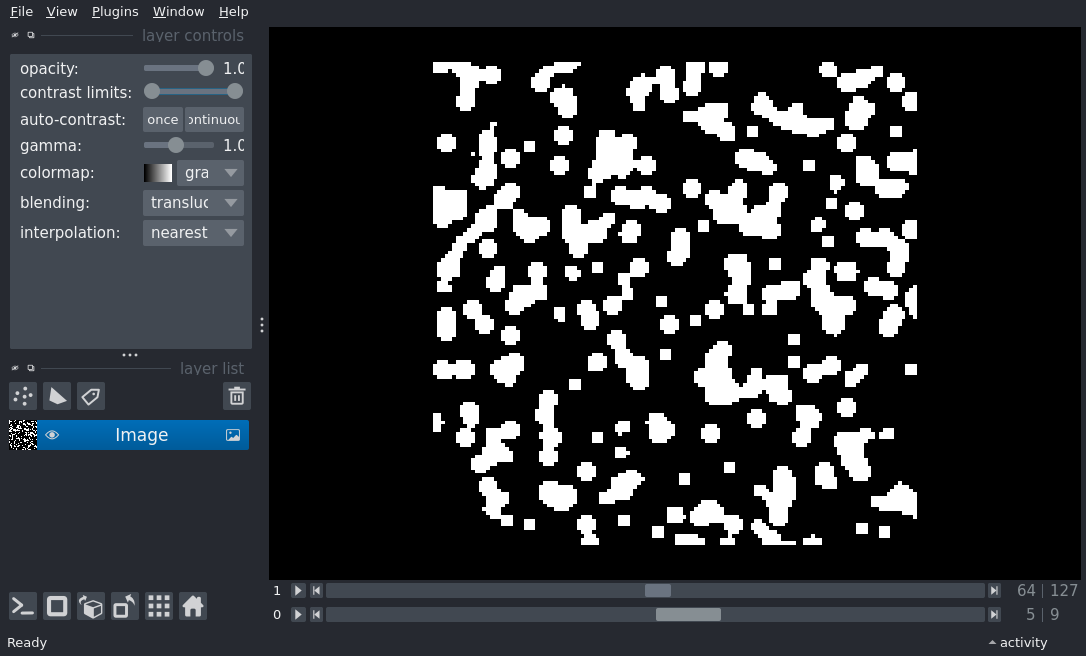 File View Plugins Window Help
layer controls
opacity: 1.0
contrast limits:
auto-contrast: once ontinuou
gamma: 1.0
colormap: gra
blending: transluc
interpolation: nearest
layer list
Image
1 64 | 127
0 5 | 9
Ready activity